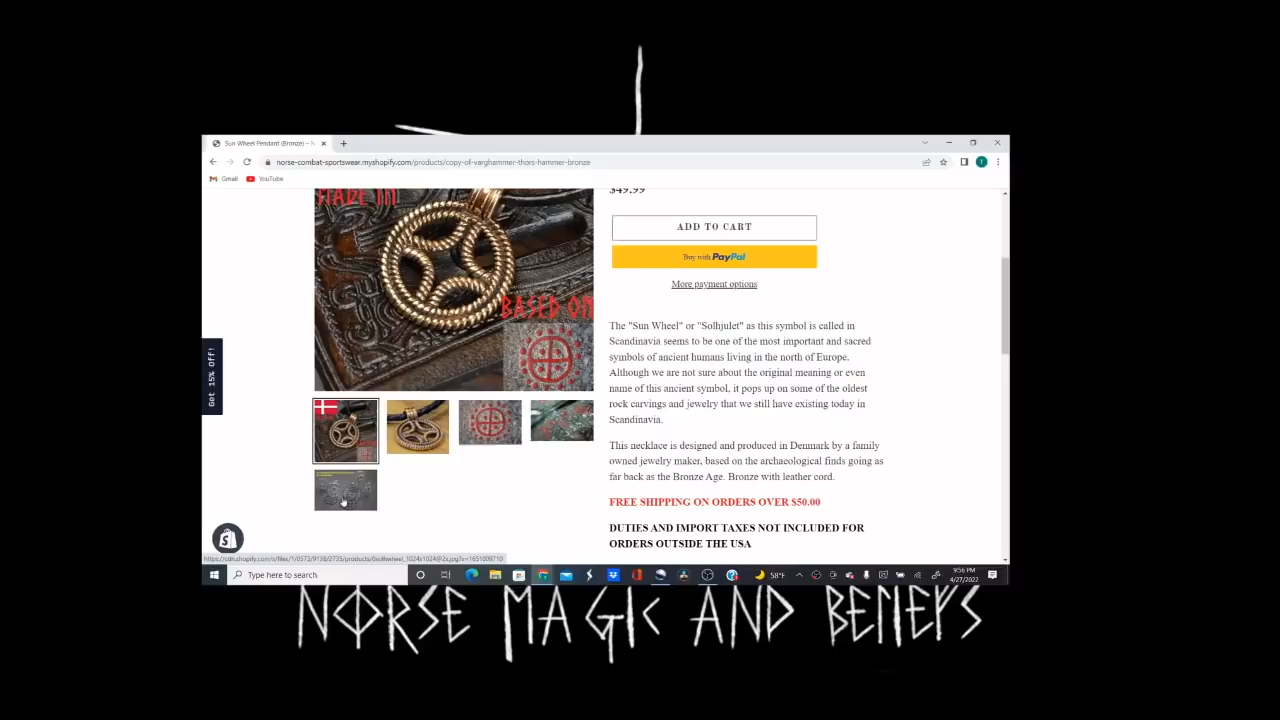 Sun Wheel Pendant (Bronze) – N
norse-combat-sportswear.myshopify.com/products/copy-of-varghammer-thors-hammer-bronze
T
Gmail
YouTube
MADE IN
BASED ON
$49.99
ADD TO CART
Buy with PayPal
More payment options
The "Sun Wheel" or "Solhjulet" as this symbol is called in
Scandinavia seems to be one of the most important and sacred
symbols of ancient humans living in the north of Europe.
Although we are not sure about the original meaning or even
name of this ancient symbol, it pops up on some of the oldest
rock carvings and jewelry that we still have existing today in
Scandinavia.
This necklace is designed and produced in Denmark by a family
owned jewelry maker, based on the archaeological finds going as
far back as the Bronze Age. Bronze with leather cord.
FREE SHIPPING ON ORDERS OVER $50.00
DUTIES AND IMPORT TAXES NOT INCLUDED FOR
ORDERS OUTSIDE THE USA
Get 15% Off!
Type here to search
58°F
9:56 PM
4/27/2022
NORSE MAGIC AND BELIEFS